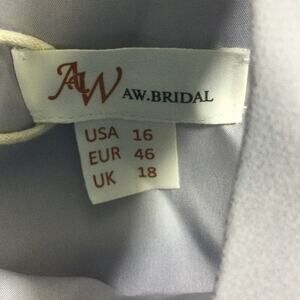 AW AW.BRIDAL
USA 16
EUR 46
UK 18